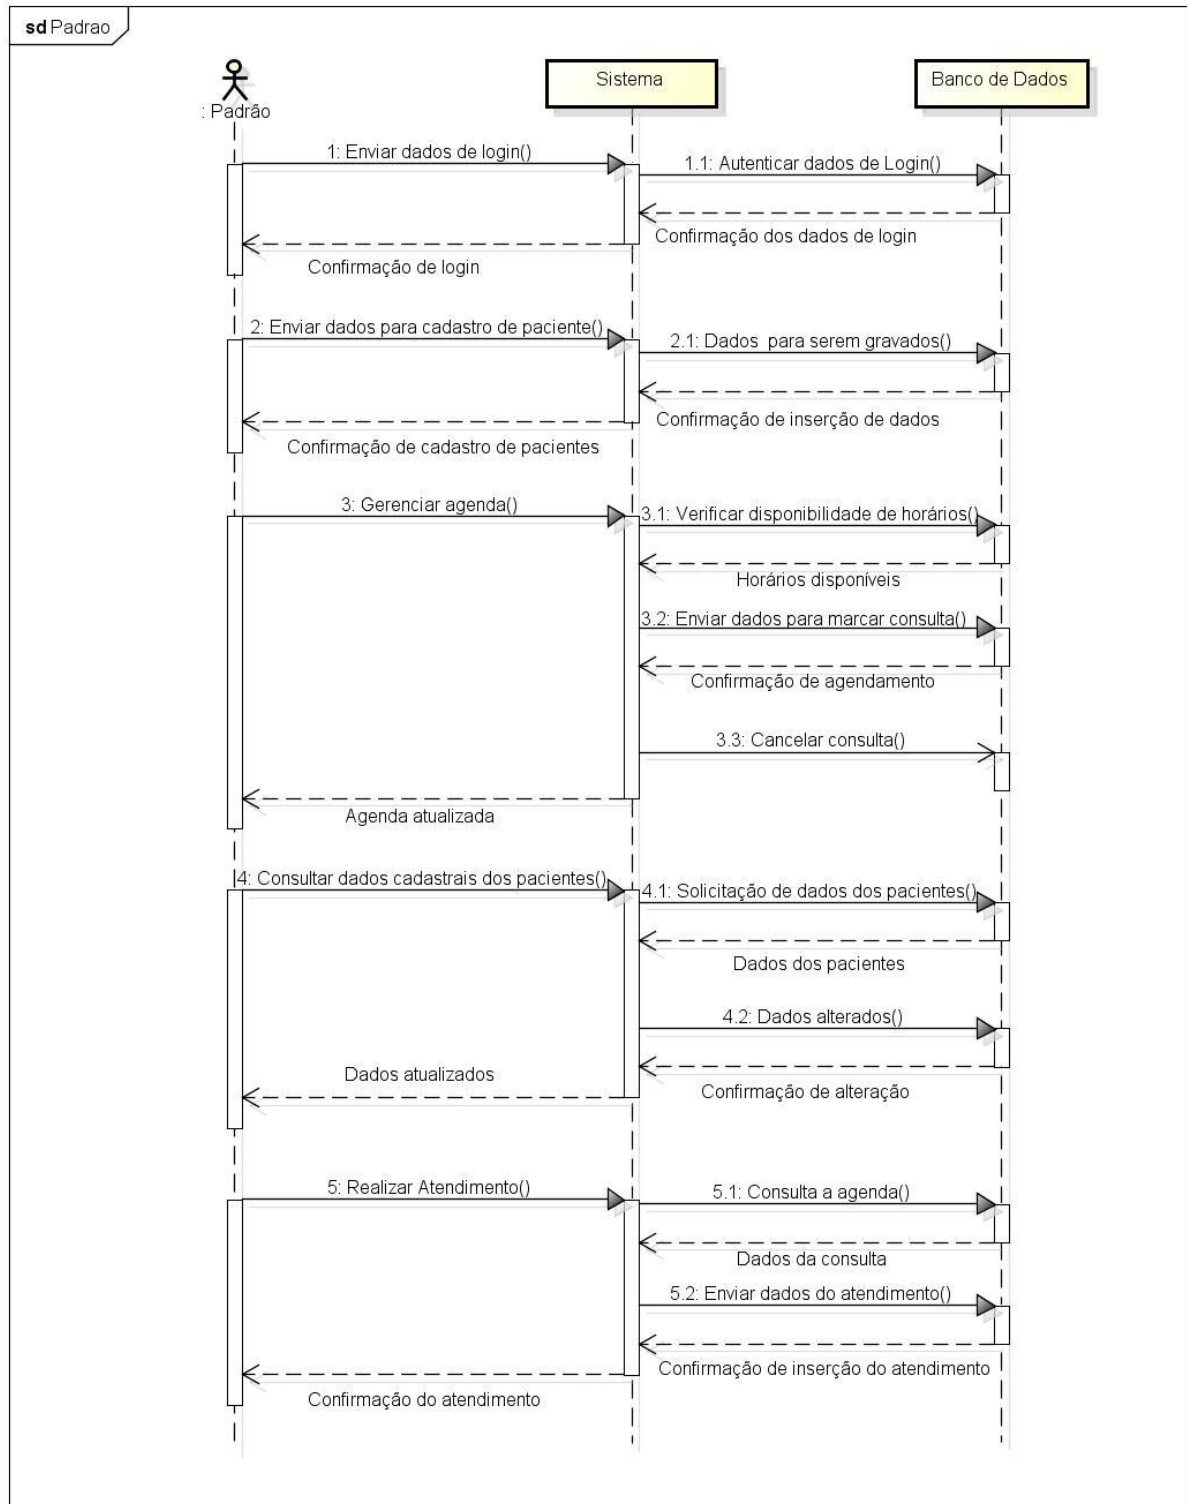 sd Padrao
: Padrão
Sistema
Banco de Dados
1: Enviar dados de login()
1.1: Autenticar dados de Login()
Confirmação dos dados de login
Confirmação de login
2: Enviar dados para cadastro de paciente()
2.1: Dados  para serem gravados()
Confirmação de inserção de dados
Confirmação de cadastro de pacientes
3: Gerenciar agenda()
3.1: Verificar disponibilidade de horários()
Horários disponíveis
3.2: Enviar dados para marcar consulta()
Confirmação de agendamento
3.3: Cancelar consulta()
Agenda atualizada
4: Consultar dados cadastrais dos pacientes()
4.1: Solicitação de dados dos pacientes()
Dados dos pacientes
4.2: Dados alterados()
Dados atualizados
Confirmação de alteração
5: Realizar Atendimento()
5.1: Consulta a agenda()
Dados da consulta
5.2: Enviar dados do atendimento()
Confirmação de inserção do atendimento
Confirmação do atendimento